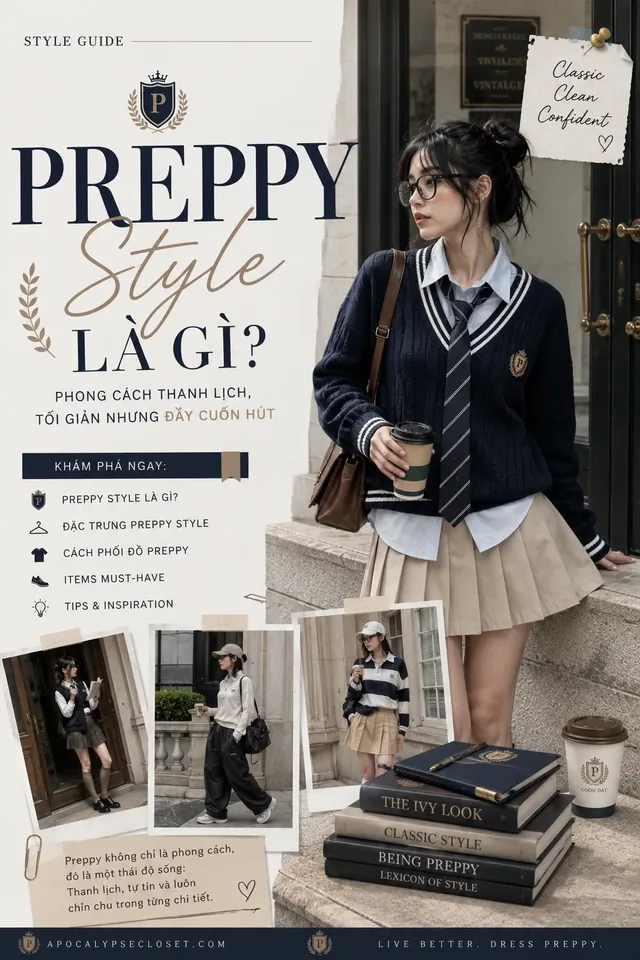 STYLE GUIDE
P
PREPPY
Style
LÀ GÌ?
PHONG CÁCH THANH LỊCH,
TỐI GIẢN NHƯNG ĐẦY CUỐN HÚT
KHÁM PHÁ NGAY:
P
PREPPY STYLE LÀ GÌ?
ĐẶC TRƯNG PREPPY STYLE
CÁCH PHỐI ĐỒ PREPPY
ITEMS MUST-HAVE
TIPS & INSPIRATION
Classic
Clean
Confident
THE IVY LOOK
CLASSIC STYLE
BEING PREPPY
LEXICON OF STYLE
P
Preppy không chỉ là phong cách,
đó là một thái độ sống:
Thanh lịch, tự tin và luôn
chỉn chu trong từng chi tiết.
APOCALYPSECLOSET.COM
LIVE BETTER. DRESS PREPPY.